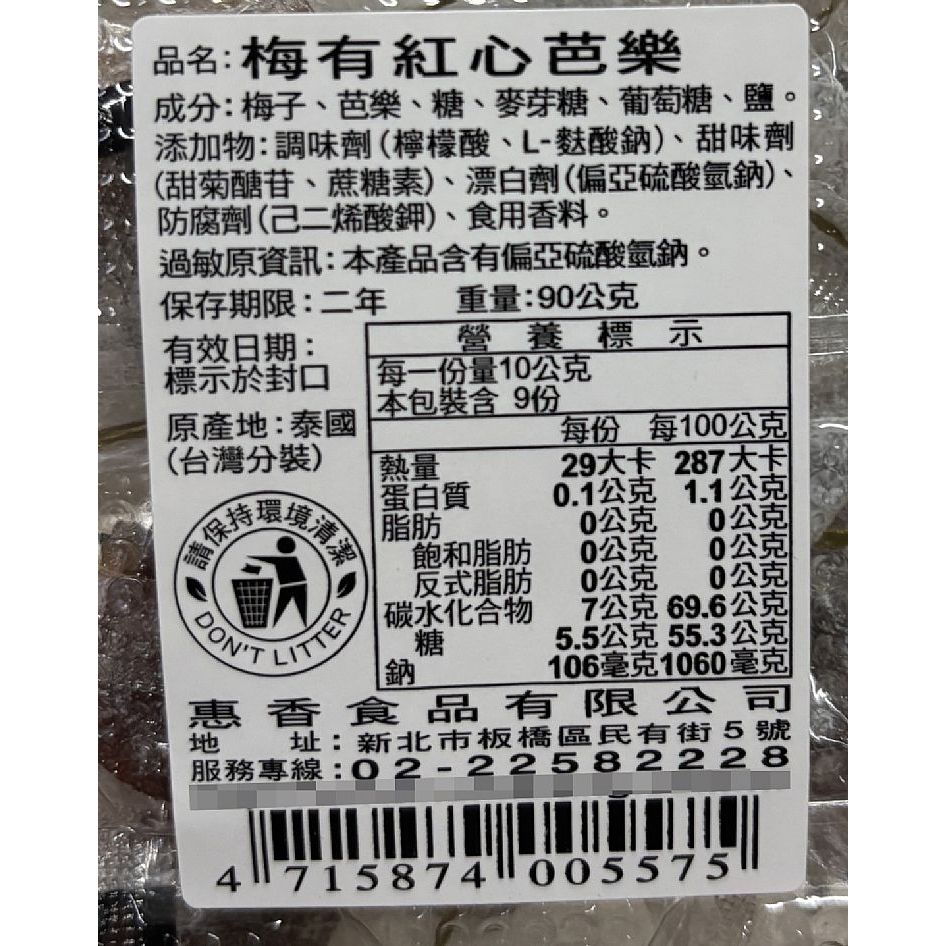 品名:梅有紅心芭樂
成分:梅子、芭樂、糖、麥芽糖、葡萄糖、鹽。
添加物:調味劑(檸檬酸、L-麩酸鈉)、甜味劑
(甜菊醣苷、蔗糖素)、漂白劑(偏亞硫酸氫鈉)、
防腐劑(己二烯酸鉀)、食用香料。
過敏原資訊:本產品含有偏亞硫酸氫鈉。
保存期限:二年 重量:90公克
有效日期:
標示於封口
原產地:泰國
(台灣分裝)
營養標示
每一份量10公克
本包裝含 9份
每份 每100公克
熱量 29大卡 287大卡
蛋白質 0.1公克 1.1公克
脂肪 0公克 0公克
飽和脂肪 0公克 0公克
反式脂肪 0公克 0公克
碳水化合物 7公克 69.6公克
糖 5.5公克 55.3公克
鈉 106毫克 1060毫克
請保持環境清潔
DON'T LITTER
惠香食品有限公司
地址:新北市板橋區民有街5號
服務專線:02-22582228
4 715874 005575